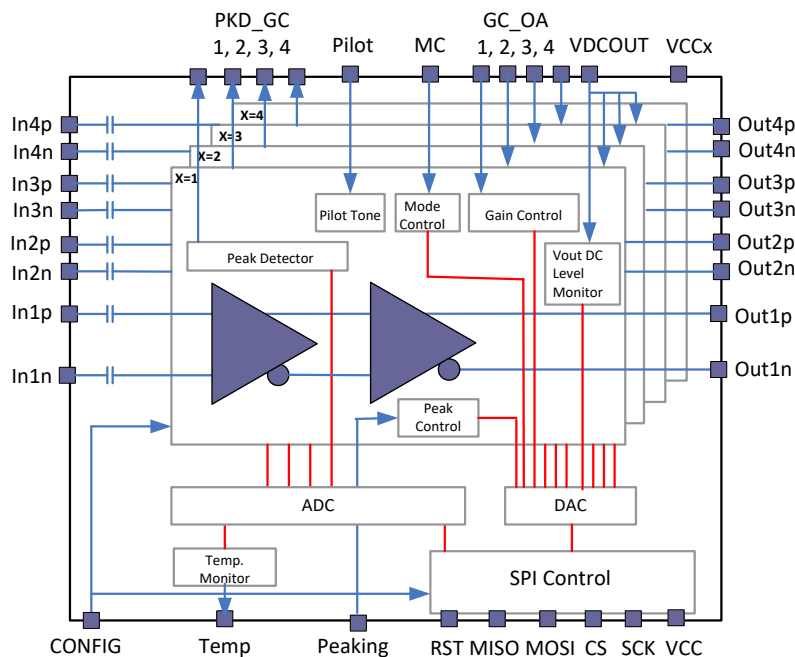 PKD_GC
1, 2, 3, 4
Pilot
MC
GC_OA
1, 2, 3, 4
VDCOUT
VCCx
In4p
In4n
In3p
In3n
In2p
In2n
In1p
In1n
X=4
X=3
X=2
X=1
Pilot Tone
Mode
Control
Gain Control
Peak Detector
Vout DC
Level
Monitor
Peak
Control
Out4p
Out4n
Out3p
Out3n
Out2p
Out2n
Out1p
Out1n
ADC
DAC
Temp.
Monitor
SPI Control
CONFIG
Temp
Peaking
RST
MISO
MOSI
CS
SCK
VCC